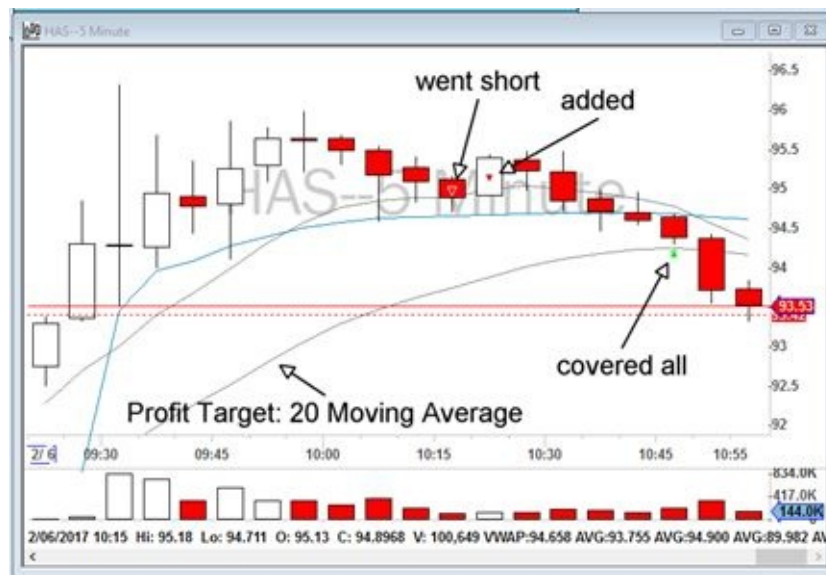 HAS--5 Minute
went short
added
HAS--5 Minute
covered all
Profit Target: 20 Moving Average
96.5
96
95.5
95
94.5
94
93.53
93
92.5
92
2/ 6 09:30 09:45 10:00 10:15 10:30 10:45 10:55
834.0K
417.0K
144.0K
2/06/2017 10:15 Hi: 95.18 Lo: 94.711 O: 95.13 C: 94.8968 V: 100,649 VWAP:94.658 AVG:93.755 AVG:94.900 AVG:89.982 AV